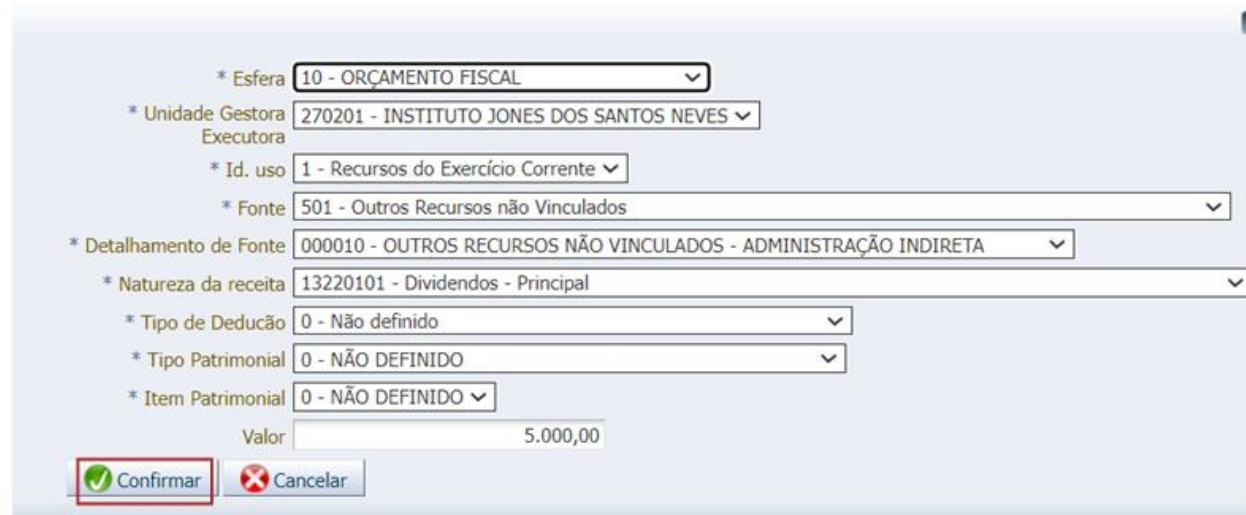 * Esfera 10 - ORÇAMENTO FISCAL
* Unidade Gestora Executora 270201 - INSTITUTO JONES DOS SANTOS NEVES
* Id. uso 1 - Recursos do Exercício Corrente
* Fonte 501 - Outros Recursos não Vinculados
* Detalhamento de Fonte 000010 - OUTROS RECURSOS NÃO VINCULADOS - ADMINISTRAÇÃO INDIRETA
* Natureza da receita 13220101 - Dividendos - Principal
* Tipo de Dedução 0 - Não definido
* Tipo Patrimonial 0 - NÃO DEFINIDO
* Item Patrimonial 0 - NÃO DEFINIDO
Valor 5.000,00
Confirmar Cancelar